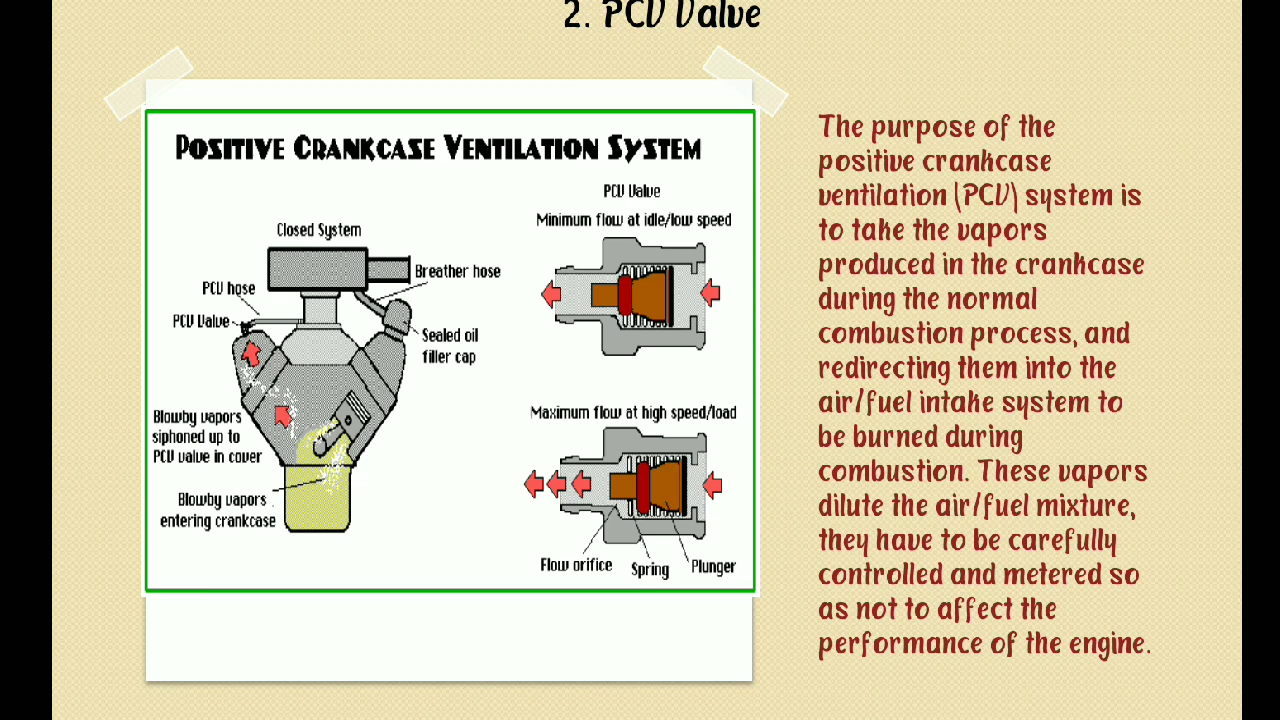 2. PCV Valve
POSITIVE CRANKCASE VENTILATION SYSTEM
PCV Valve
Minimum flow at idle/low speed
Closed System
Breather hose
PCV hose
PCV Valve
Sealed oil
filler cap
Blowby vapors
siphoned up to
PCV valve in cover
Blowby vapors
entering crankcase
Maximum flow at high speed/load
Flow orifice
Spring
Plunger
The purpose of the
positive crankcase
ventilation (PCV) system is
to take the vapors
produced in the crankcase
during the normal
combustion process, and
redirecting them into the
air/fuel intake system to
be burned during
combustion. These vapors
dilute the air/fuel mixture,
they have to be carefully
controlled and metered so
as not to affect the
performance of the engine.